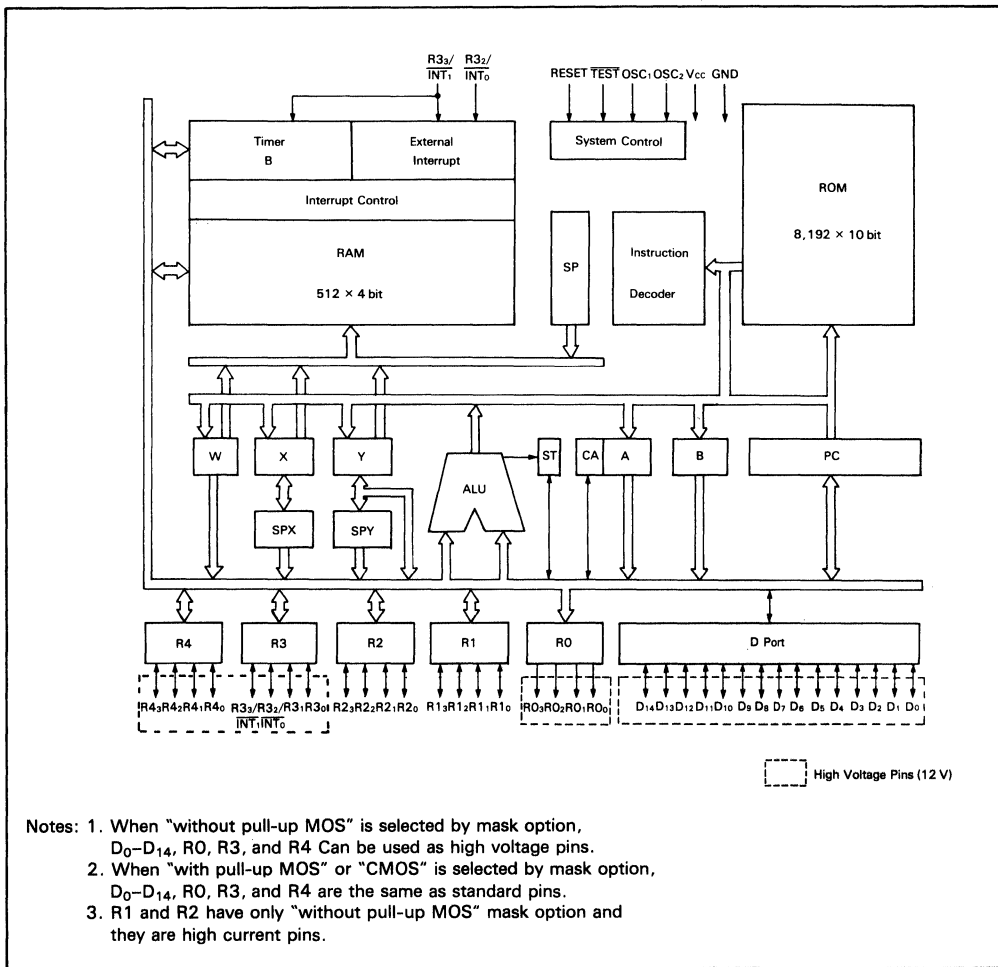 R3₃/ R3₂/
INT₁ INT₀
RESET TEST OSC₁ OSC₂ Vcc GND
Timer
B
External
Interrupt
System Control
Interrupt Control
ROM
8,192 × 10 bit
RAM
512 × 4 bit
SP
Instruction
Decoder
W
X
Y
ST
CA
A
B
PC
ALU
SPX
SPY
R4
R3
R2
R1
R0
D Port
R4₃R4₂R4₁R4₀
R3₃/R3₂/R3₁R3₀
INT₁INT₀
R2₃R2₂R2₁R2₀
R1₃R1₂R1₁R1₀
R0₃R0₂R0₁R0₀
D₁₄D₁₃D₁₂D₁₁D₁₀ D₉ D₈ D₇ D₆ D₅ D₄ D₃ D₂ D₁ D₀
High Voltage Pins (12 V)
Notes: 1. When "without pull-up MOS" is selected by mask option,
D₀–D₁₄, R0, R3, and R4 Can be used as high voltage pins.
2. When "with pull-up MOS" or "CMOS" is selected by mask option,
D₀–D₁₄, R0, R3, and R4 are the same as standard pins.
3. R1 and R2 have only "without pull-up MOS" mask option and
they are high current pins.